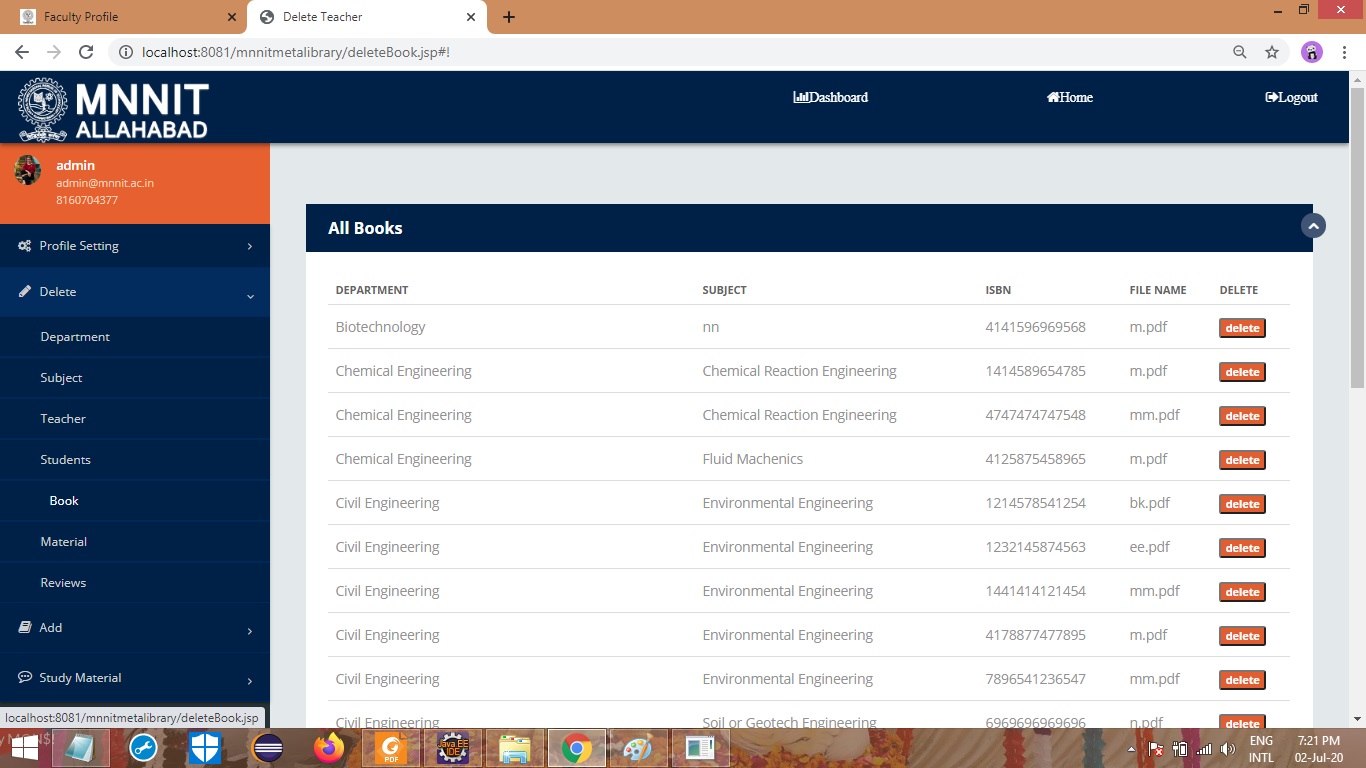 Faculty Profile
Delete Teacher
localhost:8081/mnnitmetalibrary/deleteBook.jsp#!
MNNIT
ALLAHABAD
Dashboard
Home
Logout
admin
admin@mnnit.ac.in
8160704377
Profile Setting
Delete
Department
Subject
Teacher
Students
Book
Material
Reviews
Add
Study Material
All Books
DEPARTMENT SUBJECT ISBN FILE NAME DELETE
Biotechnology nn 4141596969568 m.pdf delete
Chemical Engineering Chemical Reaction Engineering 1414589654785 m.pdf delete
Chemical Engineering Chemical Reaction Engineering 4747474747548 mm.pdf delete
Chemical Engineering Fluid Machenics 4125875458965 m.pdf delete
Civil Engineering Environmental Engineering 1214578541254 bk.pdf delete
Civil Engineering Environmental Engineering 1232145874563 ee.pdf delete
Civil Engineering Environmental Engineering 1441414121454 mm.pdf delete
Civil Engineering Environmental Engineering 4178877477895 m.pdf delete
Civil Engineering Environmental Engineering 7896541236547 mm.pdf delete
Civil Engineering Soil or Geotech Engineering 6969696969696 n.pdf delete
localhost:8081/mnnitmetalibrary/deleteBook.jsp
PDF
Java EE
IDE
ENG
INTL
7:21 PM
02-Jul-20